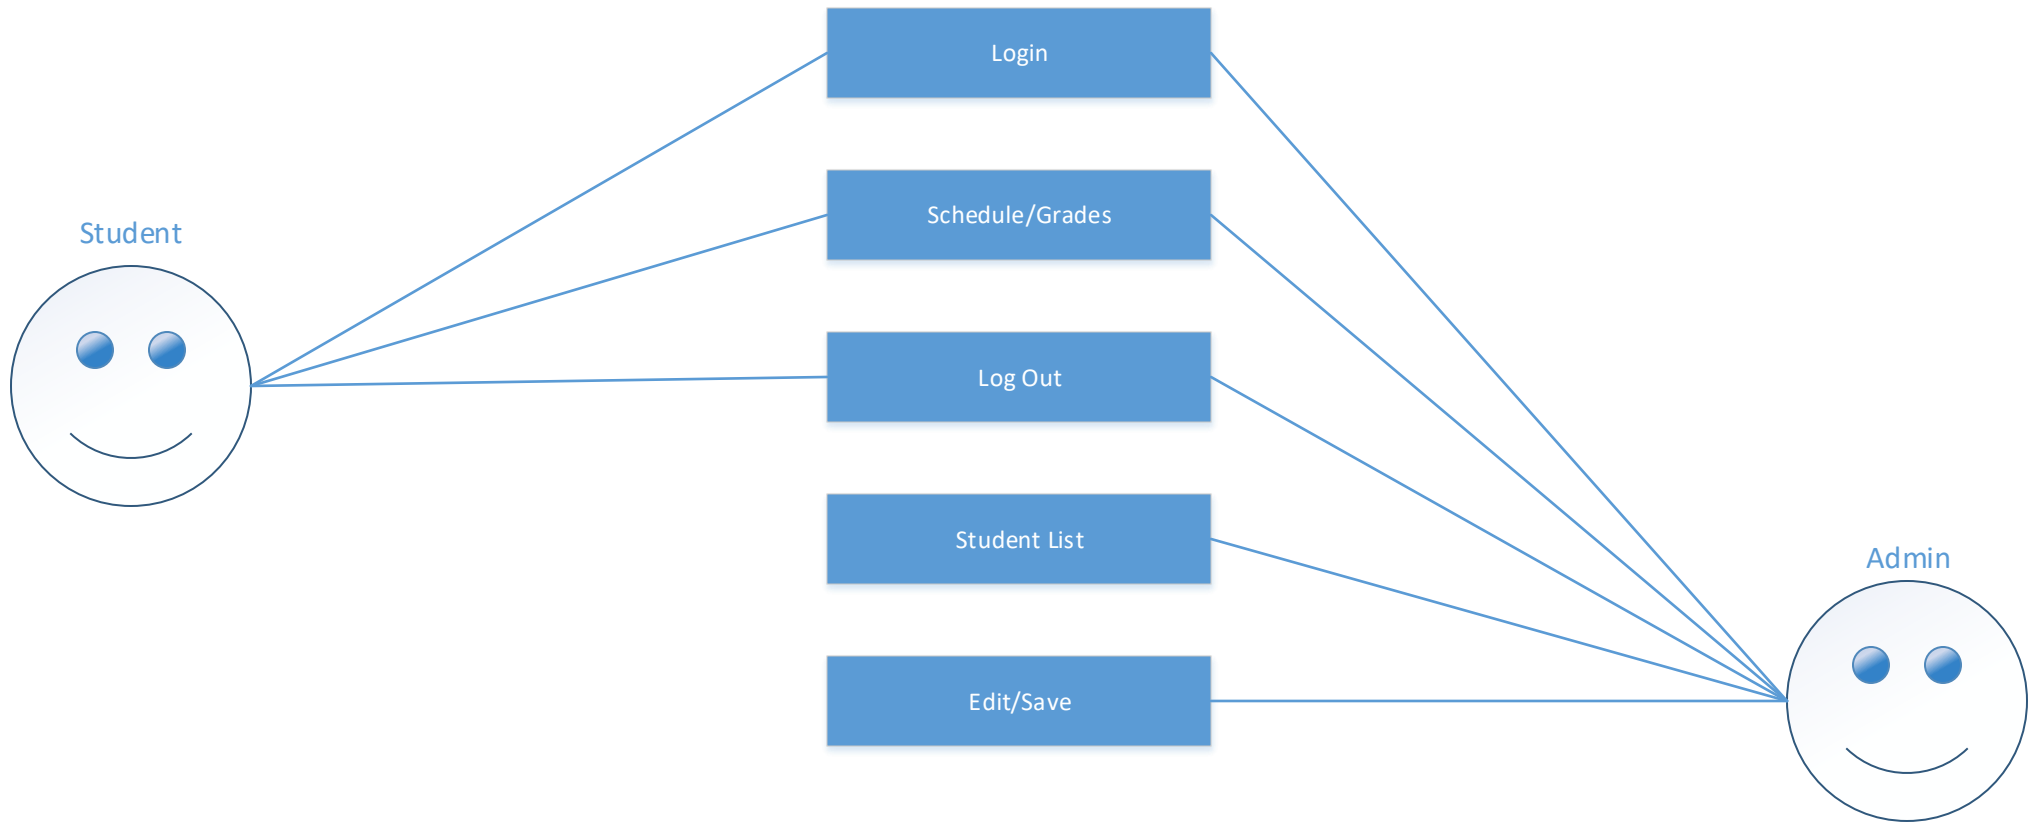 Login
Schedule/Grades
Student
Log Out
Student List
Admin
Edit/Save